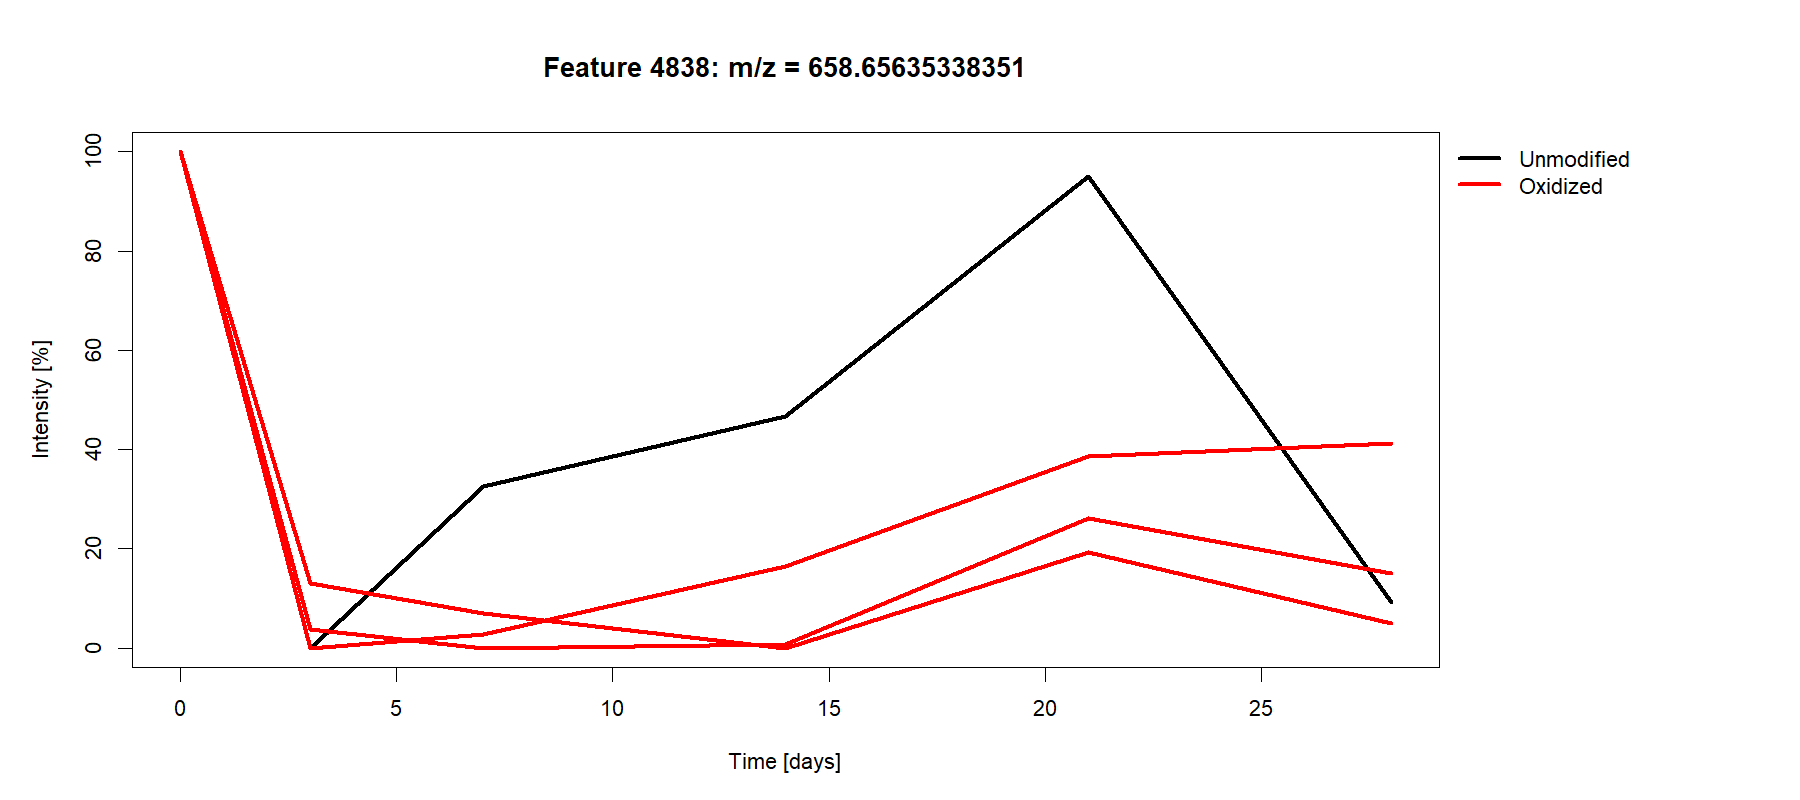 Feature 4838: m/z = 658.65635338351
Unmodified
Oxidized
Intensity [%]
100
80
60
40
20
0
0 5 10 15 20 25
Time [days]